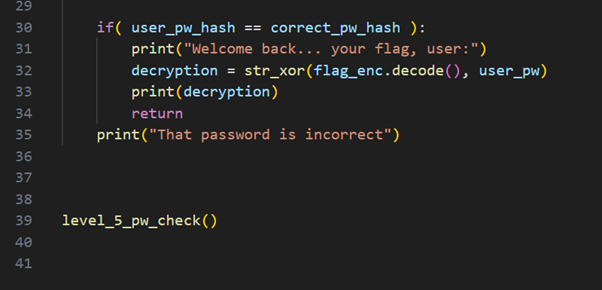 29
30 if( user_pw_hash == correct_pw_hash ):
31 print("Welcome back... your flag, user:")
32 decryption = str_xor(flag_enc.decode(), user_pw)
33 print(decryption)
34 return
35 print("That password is incorrect")
36
37
38
39 level_5_pw_check()
40
41